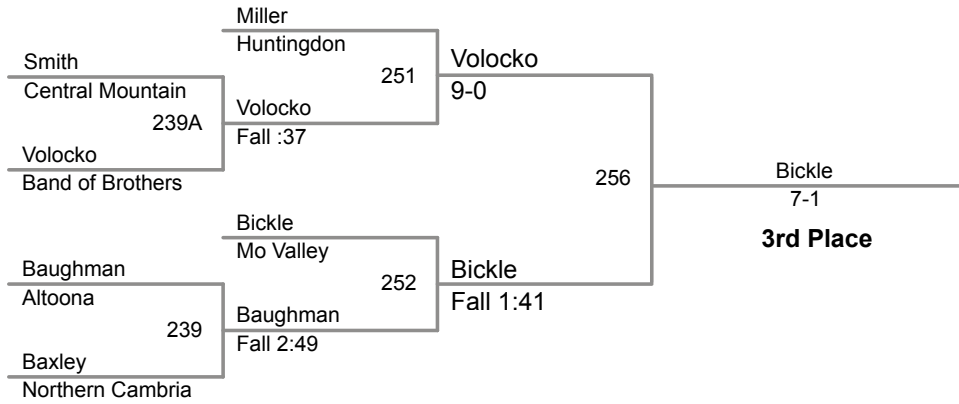 Miller
Huntingdon
Smith
Central Mountain
239A
Volocko
Band of Brothers
Volocko
Fall :37
251
Volocko
9-0
256
Bickle
7-1
3rd Place
Bickle
Mo Valley
Baughman
Altoona
239
Baxley
Northern Cambria
Baughman
Fall 2:49
252
Bickle
Fall 1:41